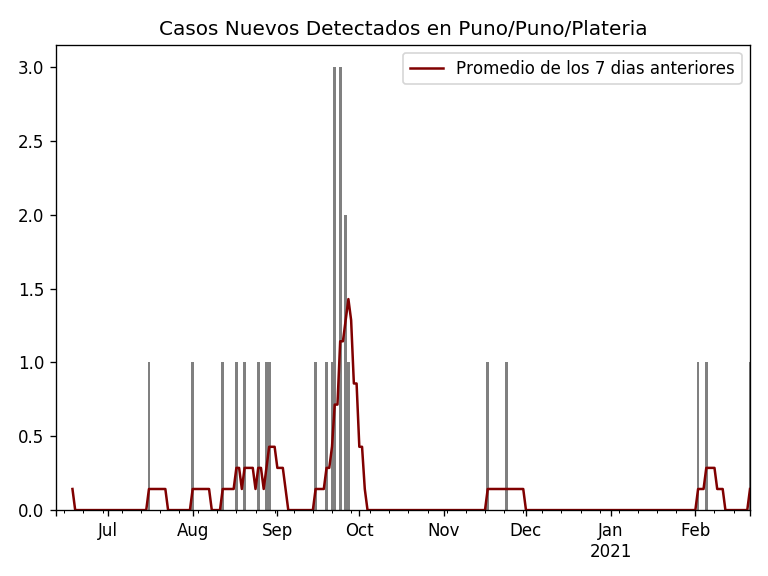 Casos Nuevos Detectados en Puno/Puno/Plateria
Promedio de los 7 dias anteriores
3.0
2.5
2.0
1.5
1.0
0.5
0.0
Jul Aug Sep Oct Nov Dec Jan Feb
2021